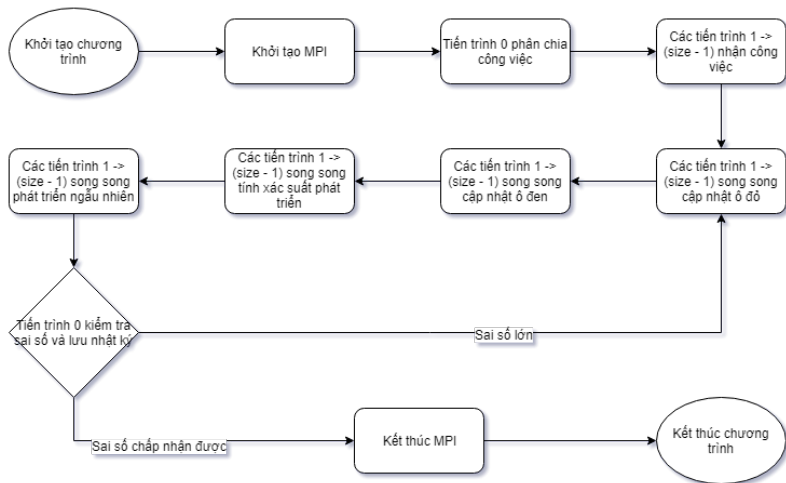 Khởi tạo chương
trình
Khởi tạo MPI
Tiến trình 0 phân chia
công việc
Các tiến trình 1 ->
(size - 1) nhận công
việc
Các tiến trình 1 ->
(size - 1) song song
phát triển ngẫu nhiên
Các tiến trình 1 ->
(size - 1) song song
tính xác suất phát
triển
Các tiến trình 1 ->
(size - 1) song song
cập nhật ô đen
Các tiến trình 1 ->
(size - 1) song song
cập nhật ô đỏ
Tiến trình 0 kiểm tra
sai số và lưu nhật ký
Sai số lớn
Sai số chấp nhận được
Kết thúc MPI
Kết thúc chương
trình